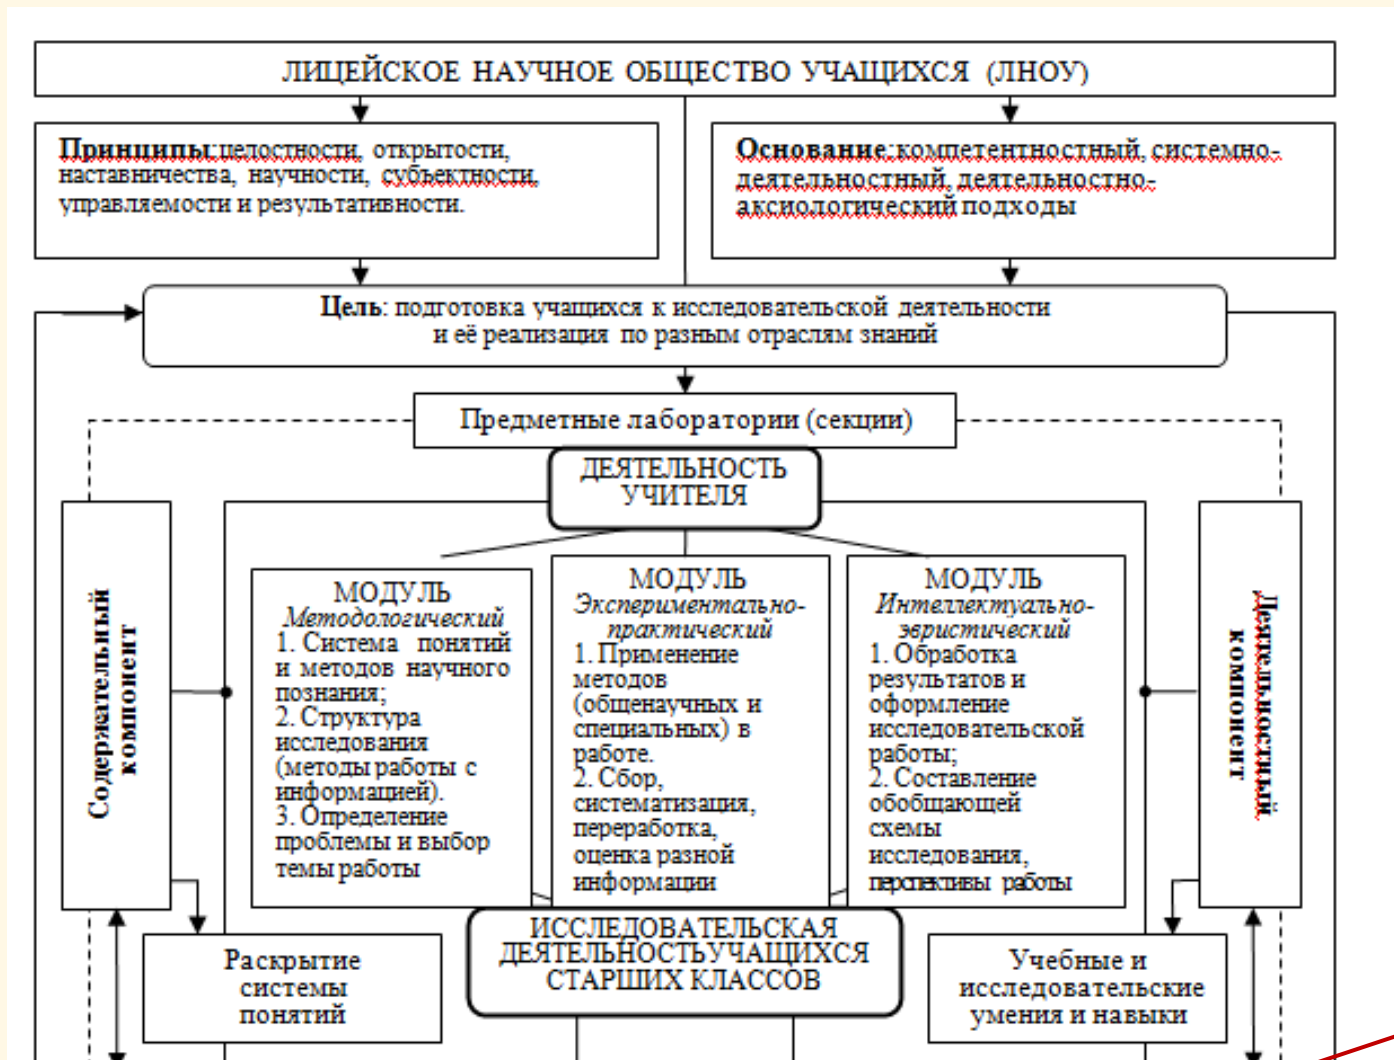 ЛИЦЕЙСКОЕ НАУЧНОЕ ОБЩЕСТВО УЧАЩИХСЯ (ЛНОУ)
Принципы:целостности, открытости,
наставничества, научности, субъектности,
управляемости и результативности.
Основание:компетентностный, системно-
деятельностный, деятельностно-
аксиологический подходы
Цель: подготовка учащихся к исследовательской деятельности
и её реализация по разным отраслям знаний
Предметные лаборатории (секции)
ДЕЯТЕЛЬНОСТЬ
УЧИТЕЛЯ
Содержательный
компонент
МОДУЛЬ
Методологический
1. Система понятий
и методов научного
познания;
2. Структура
исследования
(методы работы с
информацией).
3. Определение
проблемы и выбор
темы работы
МОДУЛЬ
Экспериментально-
практический
1. Применение
методов
(общенаучных и
специальных) в
работе.
2. Сбор,
систематизация,
переработка,
оценка разной
информации
МОДУЛЬ
Интеллектуально-
эвристический
1. Обработка
результатов и
оформление
исследовательской
работы;
2. Составление
обобщающей
схемы
исследования,
перспективы работы
Деятельностный
компонент
Раскрытие
системы
понятий
ИССЛЕДОВАТЕЛЬСКАЯ
ДЕЯТЕЛЬНОСТЬУЧАЩИХСЯ
СТАРШИХ КЛАССОВ
Учебные и
исследовательские
умения и навыки